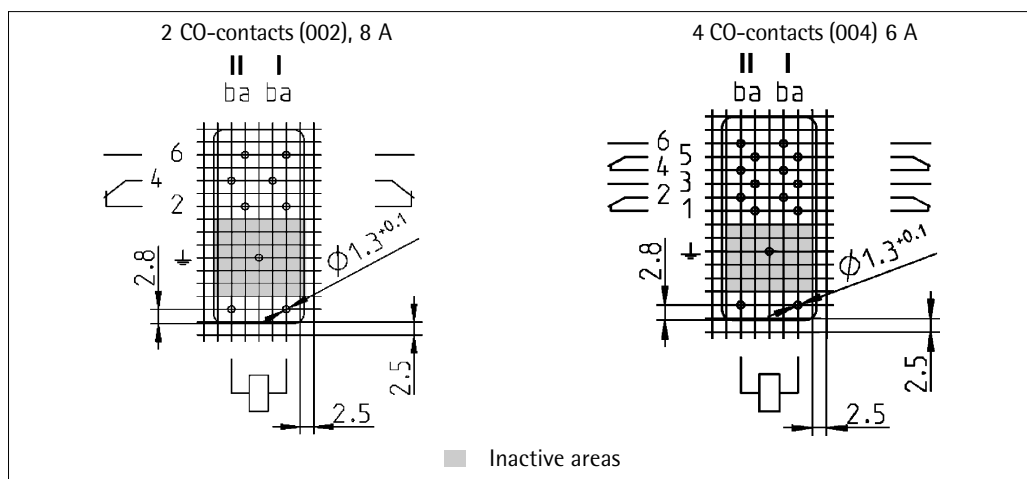 2 CO-contacts (002), 8 A
II I
ba ba
6
4
2
2.8
Ø1.3+0.1
2.5
2.5
4 CO-contacts (004) 6 A
II I
ba ba
6
5
4
3
2
1
2.8
Ø1.3+0.1
2.5
2.5
Inactive areas